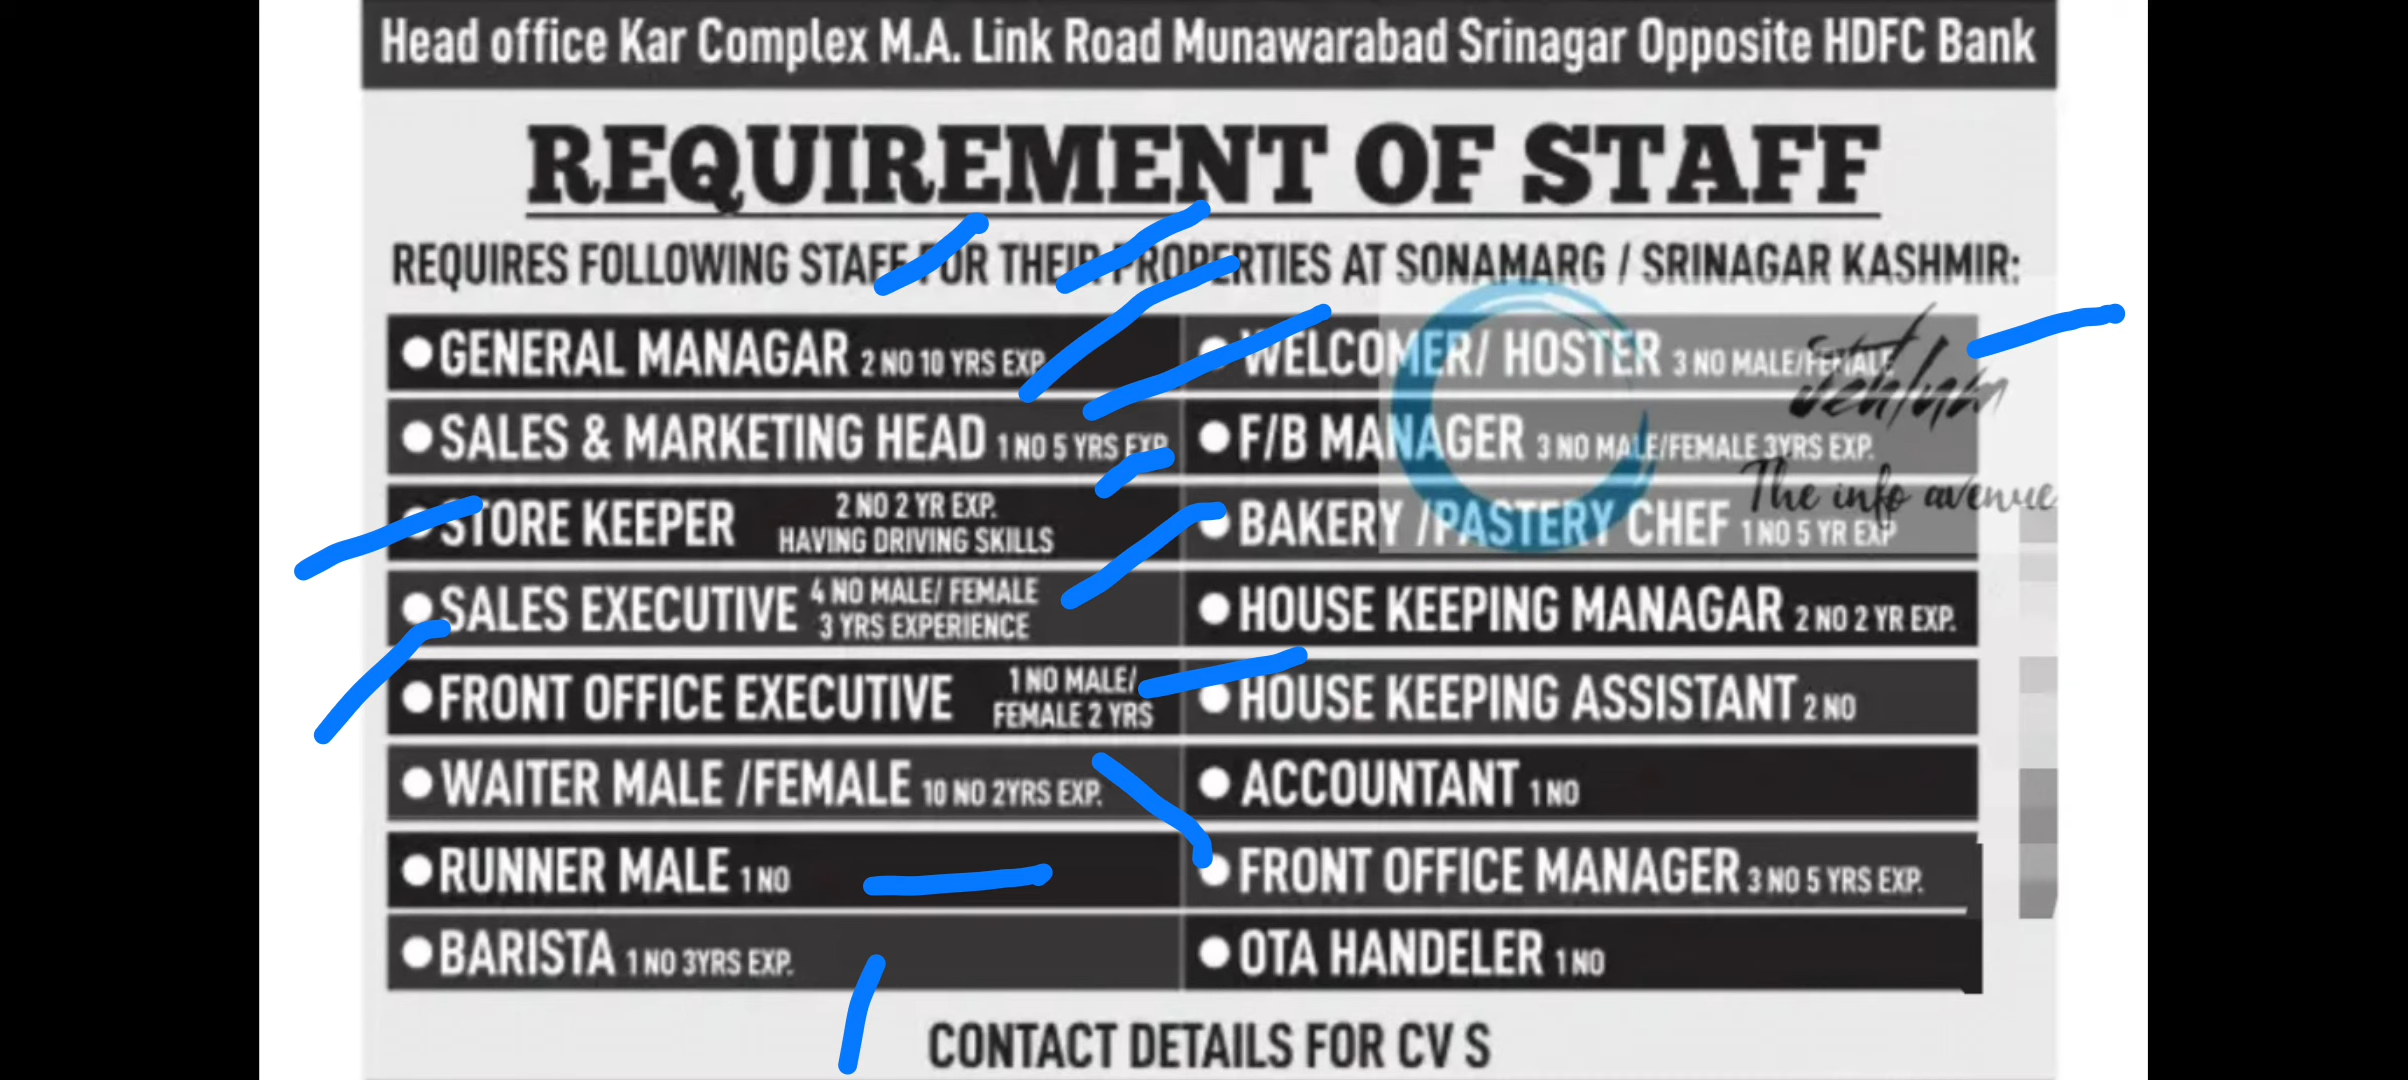 Head office Kar Complex M.A. Link Road Munawarabad Srinagar Opposite HDFC Bank
REQUIREMENT OF STAFF
REQUIRES FOLLOWING STAFF FOR THEIR PROPERTIES AT SONAMARG / SRINAGAR KASHMIR:
GENERAL MANAGAR 2 NO 10 YRS EXP
SALES & MARKETING HEAD 1 NO 5 YRS EXP
STORE KEEPER 2 NO 2 YR EXP.
HAVING DRIVING SKILLS
SALES EXECUTIVE 4 NO MALE/ FEMALE
3 YRS EXPERIENCE
FRONT OFFICE EXECUTIVE 1 NO MALE/
FEMALE 2 YRS
WAITER MALE /FEMALE 10 NO 2YRS EXP.
RUNNER MALE 1 NO
BARISTA 1 NO 3YRS EXP.
WELCOMER/ HOSTER 3 NO MALE/FEMALE
F/B MANAGER 3 NO MALE/FEMALE 3YRS EXP.
BAKERY /PASTERY CHEF 1 NO 5 YR EXP
HOUSE KEEPING MANAGAR 2 NO 2 YR EXP.
HOUSE KEEPING ASSISTANT 2 NO
ACCOUNTANT 1 NO
FRONT OFFICE MANAGER 3 NO 5 YRS EXP.
OTA HANDELER 1 NO
The info avenue
CONTACT DETAILS FOR CV S